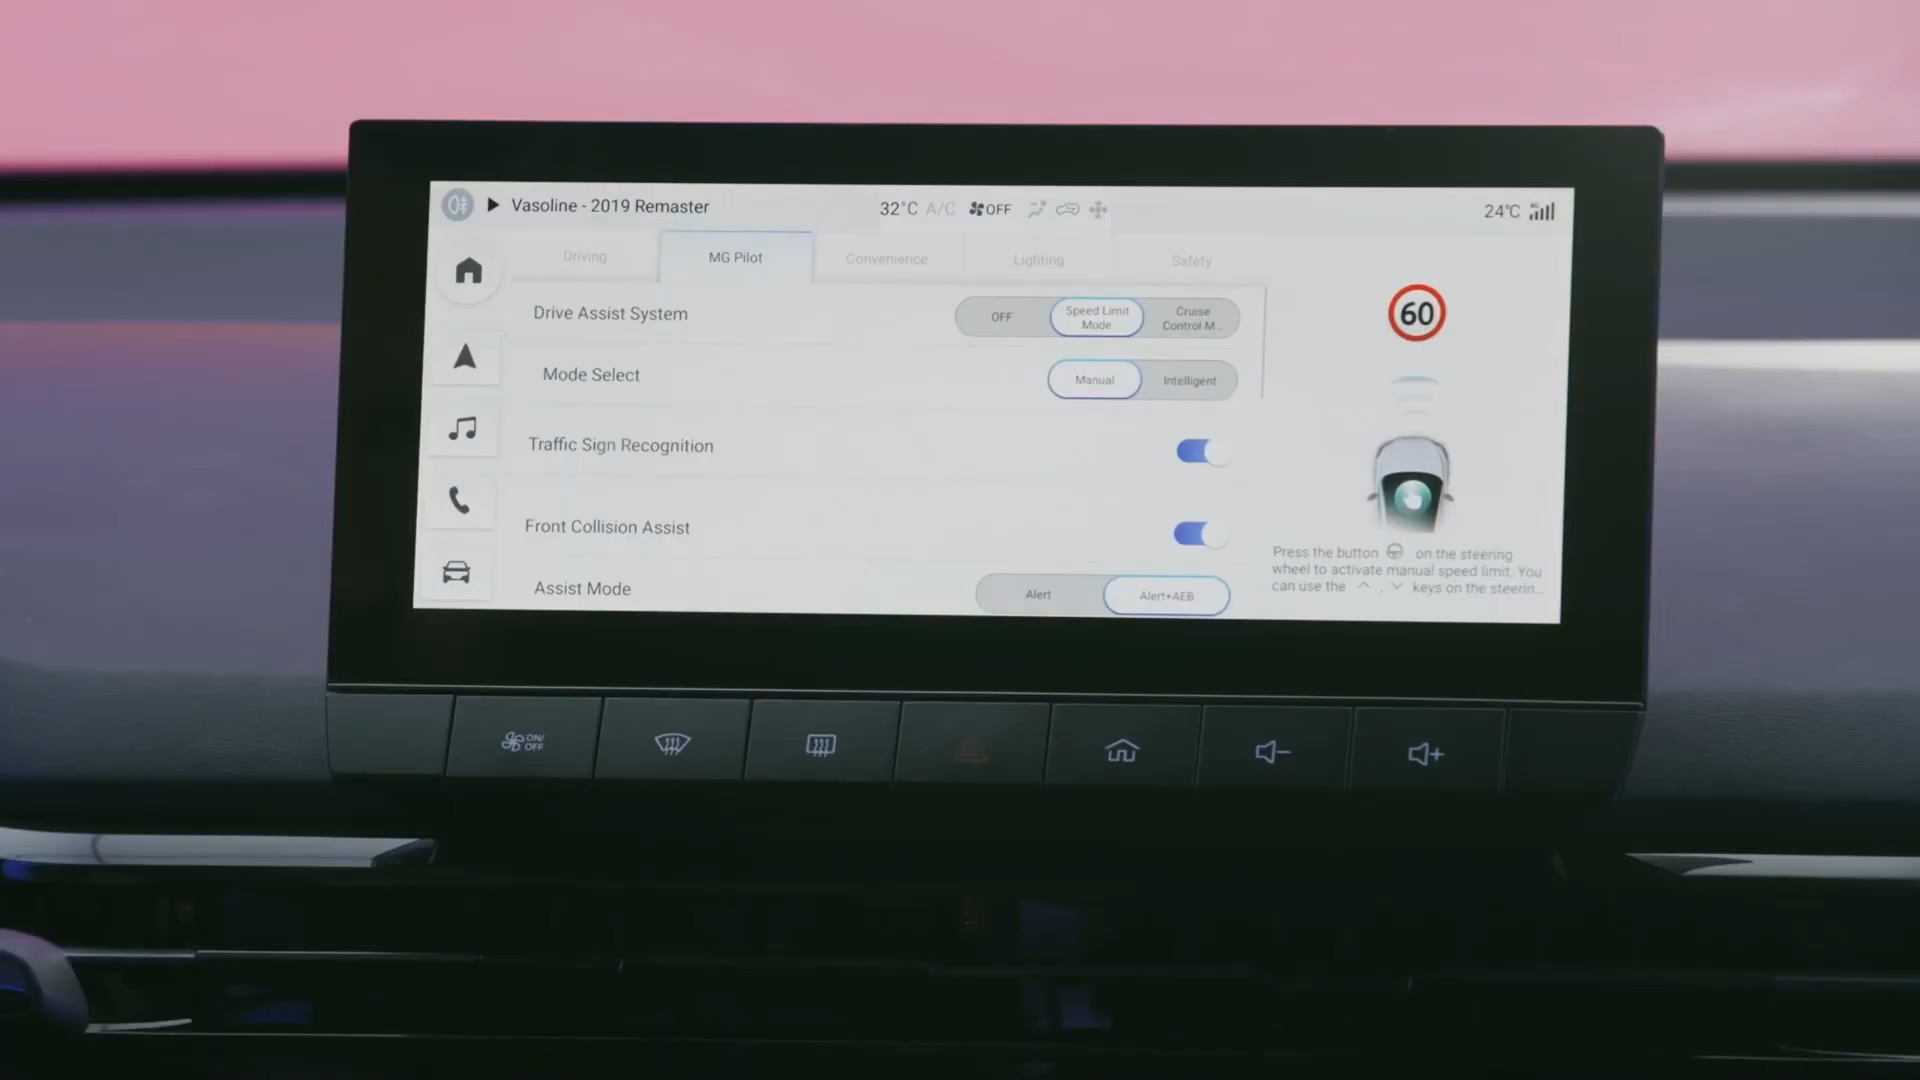 Vasoline - 2019 Remaster
32°C A/C OFF
24°C 4G
Driving
MG Pilot
Convenience
Lighting
Safety
Drive Assist System
OFF
Speed Limit
Mode
Cruise
Control M...
60
Mode Select
Manual
Intelligent
Traffic Sign Recognition
Front Collision Assist
Assist Mode
Alert
Alert+AEB
Press the button on the steering
wheel to activate manual speed limit. You
can use the , keys on the steerin...
ON/
OFF